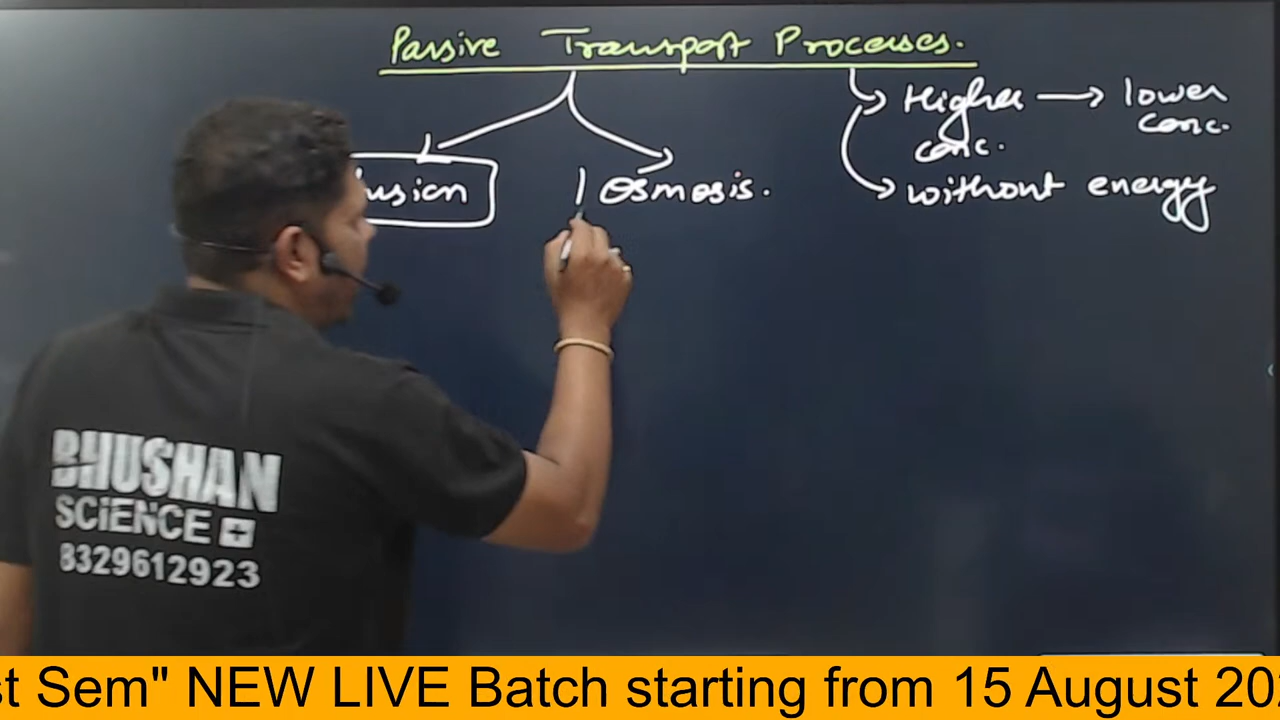 Passive Transport Processes.
Higher → lower
conc. conc.
usion Osmosis. without energy
BHUSHAN
SCiENCE +
8329612923
st Sem" NEW LIVE Batch starting from 15 August 202